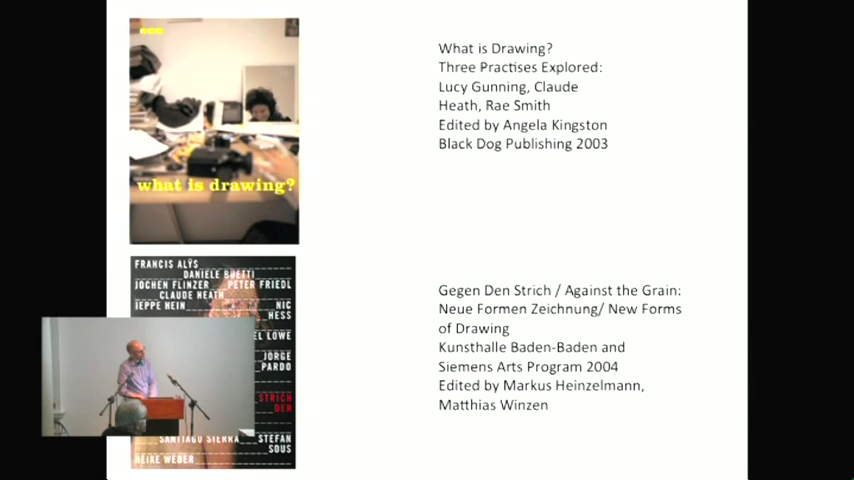 what is drawing?
What is Drawing?
Three Practises Explored:
Lucy Gunning, Claude
Heath, Rae Smith
Edited by Angela Kingston
Black Dog Publishing 2003
FRANCIS ALŸS
DANIELE BUETTI
JOCHEN FLINZER PETER FRIEDL
CLAUDE HEATH
JEPPE HEIN NIC
HESS
EL LOWE
JORGE
PARDO
STRICH
DER
SANTIAGO SIERRA STEFAN
SOUS
HEIKE WEBER
Gegen Den Strich / Against the Grain:
Neue Formen Zeichnung/ New Forms
of Drawing
Kunsthalle Baden-Baden and
Siemens Arts Program 2004
Edited by Markus Heinzelmann,
Matthias Winzen